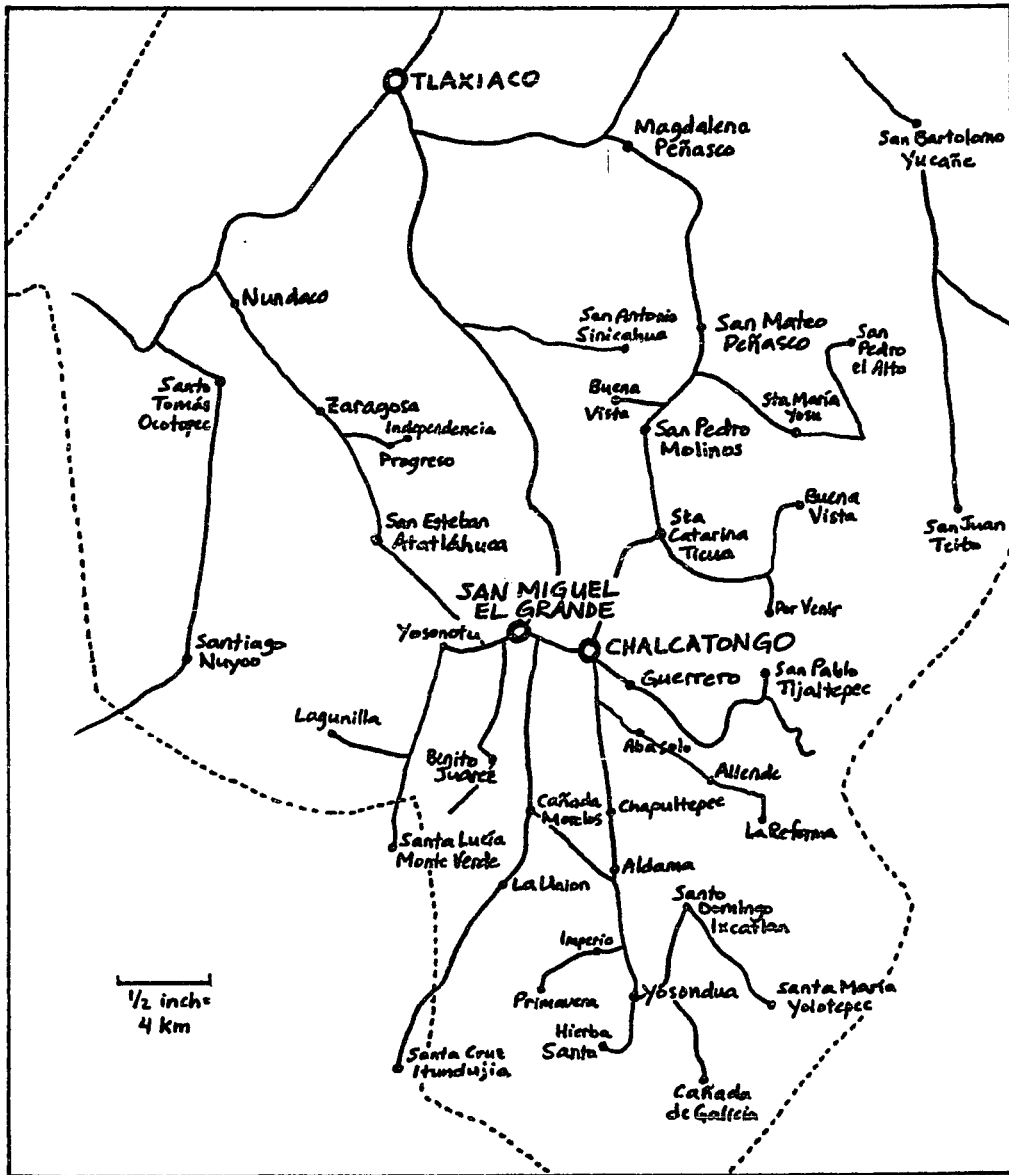 TLAXIACO
Magdalena
Peñasco
San Bartolomo
Yucañe
Nundaco
San Antonio
Sinicahua
San Mateo
Peñasco
San
Pedro
el Alto
Santo
Tomás
Ocotopec
Buena
Vista
Sta María
Yosu
Zaragosa
Independencia
Progreso
San Pedro
Molinos
San Esteban
Atatláhuca
Sta
Catarina
Ticua
Buena
Vista
San Juan
Teita
SAN MIGUEL
EL GRANDE
Por Venir
Yosonotu
CHALCATONGO
Santiago
Nuyoo
Guerrero
San Pablo
Tijaltepec
Lagunilla
Abasolo
Benito
Juarez
Allende
Cañada
Morelos
Chapultepec
La Reforma
Santa Lucía
Monte Verde
Aldama
La Union
Santo
Domingo
Ixcatlan
Imperio
Primavera
Yosondua
Santa María
Yolotepec
1/2 inch=
4 km
Hierba
Santa
Santa Cruz
Itundujia
Cañada
de Galicia